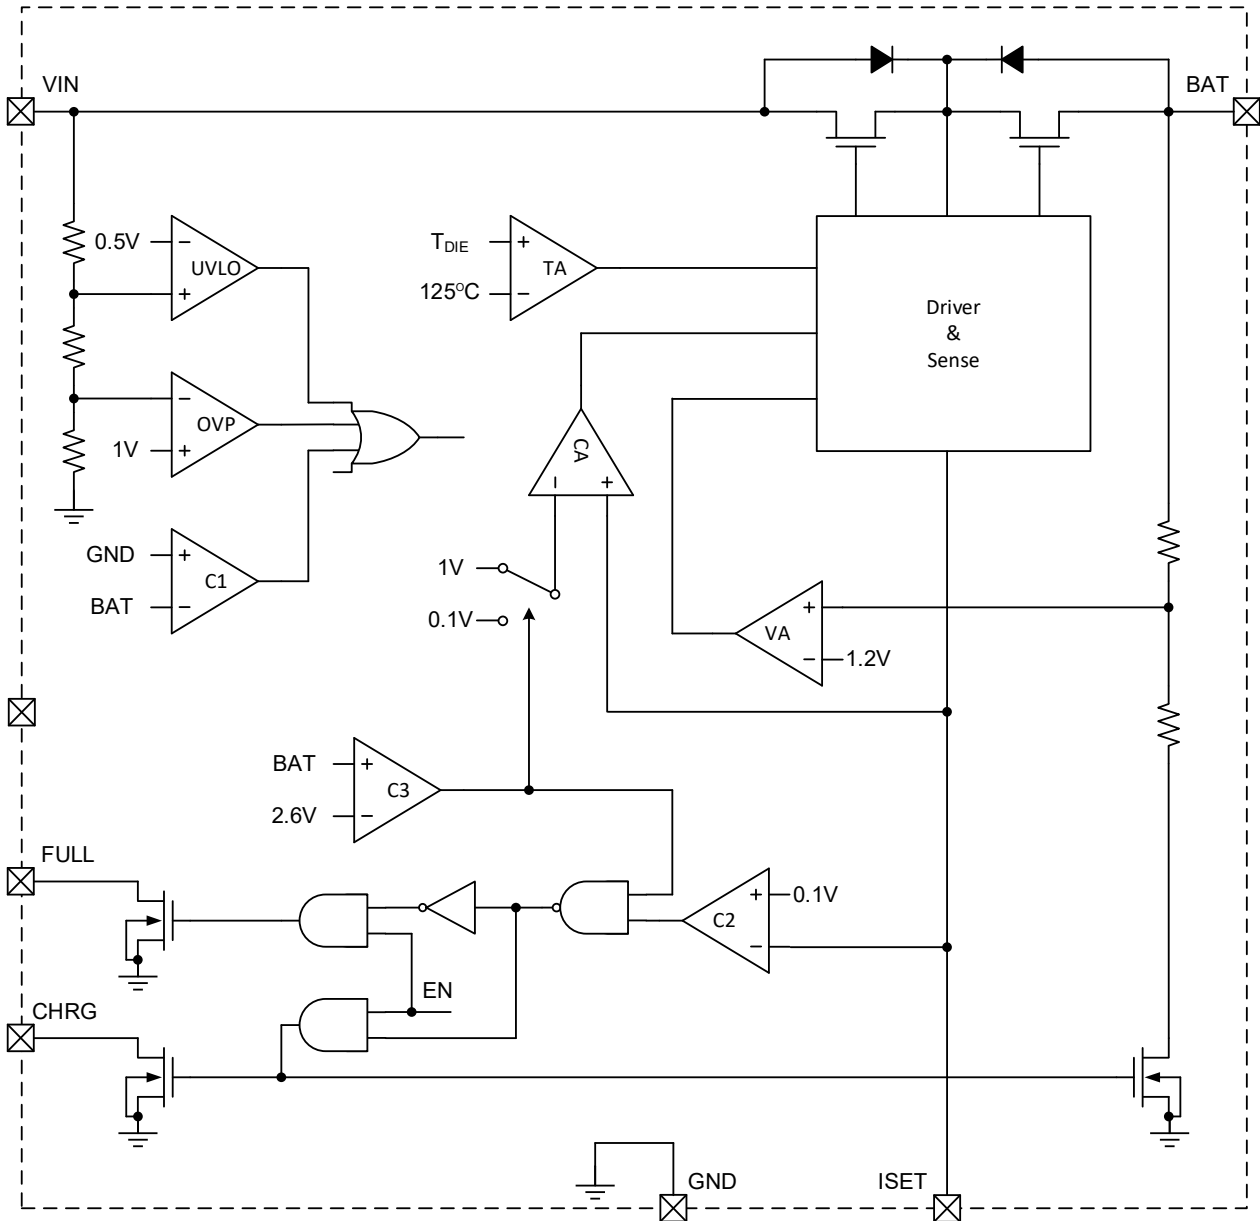 VIN
BAT
0.5V
−
UVLO
+
T_DIE
+
TA
125°C
−
Driver
&
Sense
−
OVP
1V
+
CA
−
+
GND
+
C1
BAT
−
1V
0.1V
+
VA
−
1.2V
BAT
+
C3
2.6V
−
FULL
+
0.1V
C2
−
EN
CHRG
GND
ISET